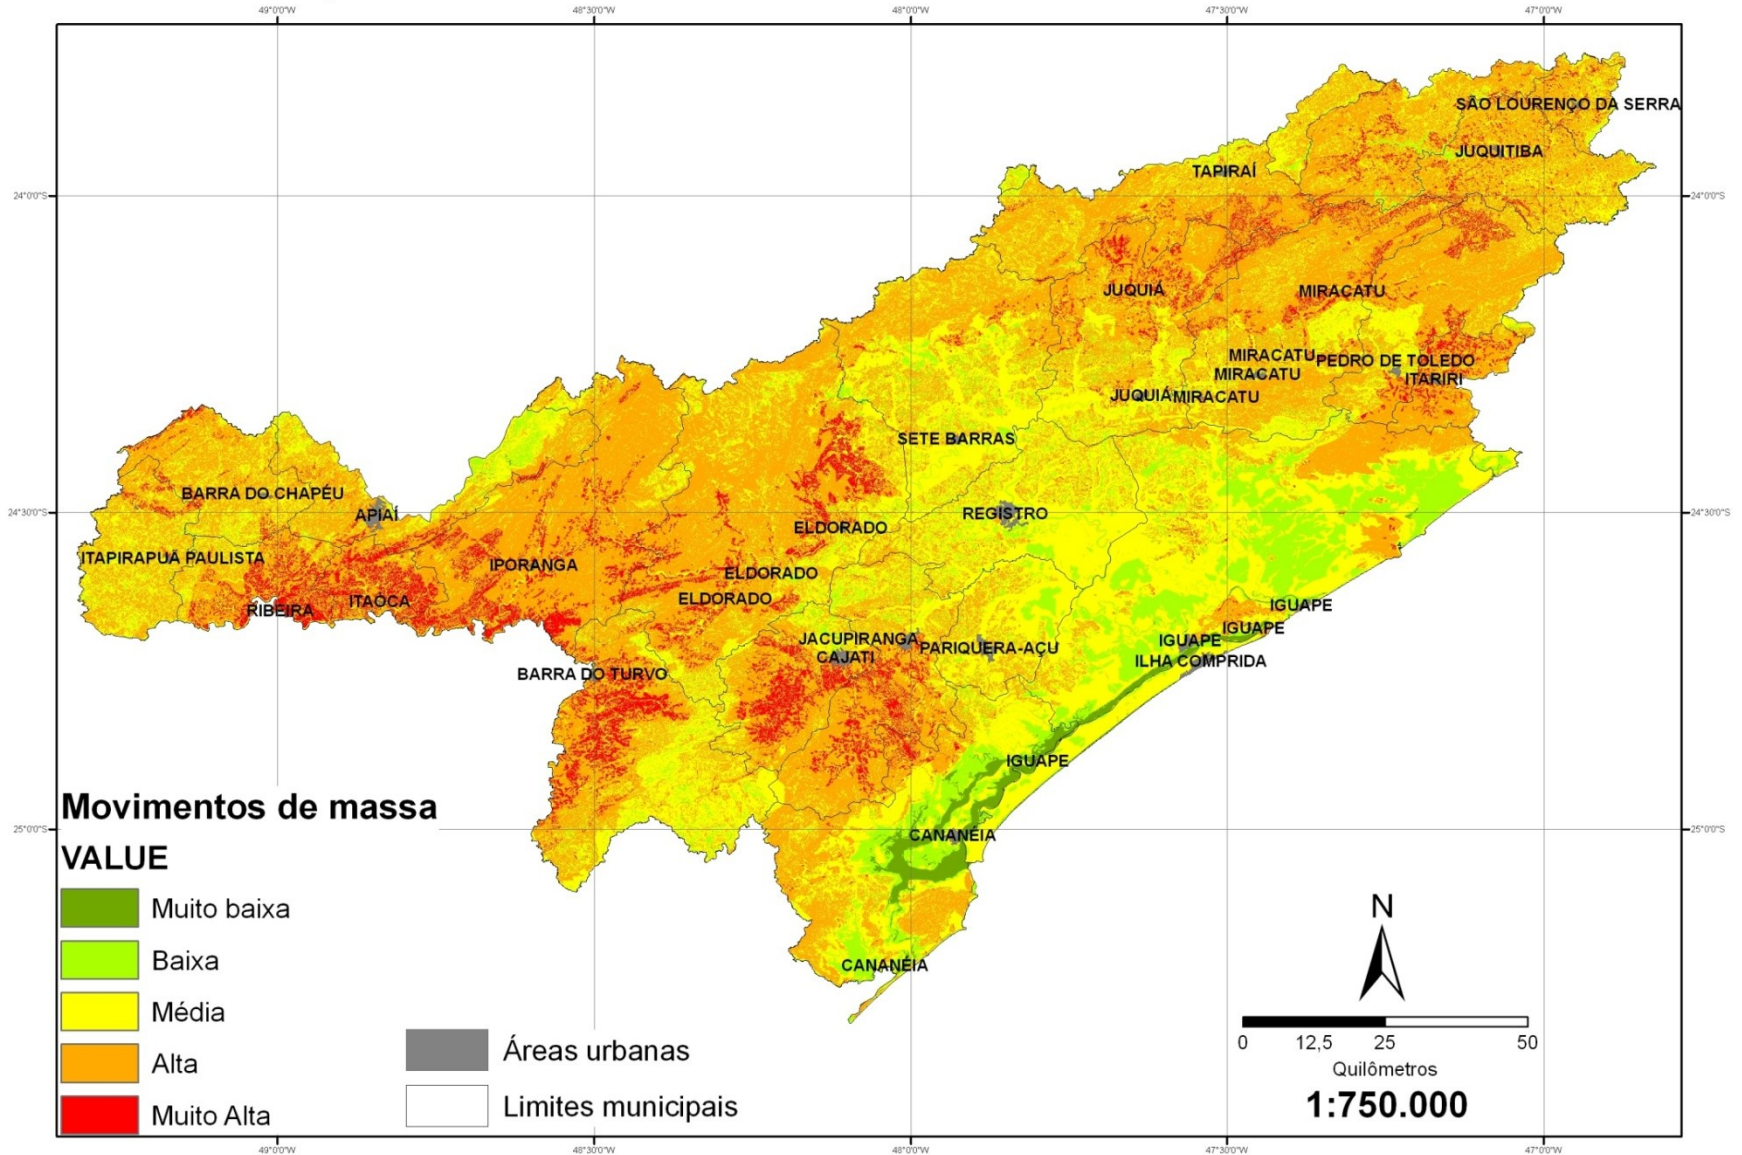 49°0'0"W 48°30'0"W 48°0'0"W 47°30'0"W 47°0'0"W
SÃO LOURENÇO DA SERRA
JUQUITIBA
TAPIRAÍ
24°0'0"S 24°0'0"S
JUQUIÁ MIRACATU
MIRACATU PEDRO DE TOLEDO
MIRACATU ITARIRI
JUQUIÁ MIRACATU
SETE BARRAS
BARRA DO CHAPÉU
24°30'0"S APIAÍ REGISTRO 24°30'0"S
ELDORADO
ITAPIRAPUÃ PAULISTA IPORANGA
ELDORADO
ELDORADO
RIBEIRA ITAÓCA IGUAPE
IGUAPE
JACUPIRANGA PARIQUERA-AÇU IGUAPE
CAJATI ILHA COMPRIDA
BARRA DO TURVO
IGUAPE
25°0'0"S CANANÉIA 25°0'0"S
CANANÉIA
Movimentos de massa
VALUE
Muito baixa
Baixa
Média
Alta
Muito Alta
Áreas urbanas
Limites municipais
N
0 12,5 25 50
Quilômetros
1:750.000
49°0'0"W 48°30'0"W 48°0'0"W 47°30'0"W 47°0'0"W